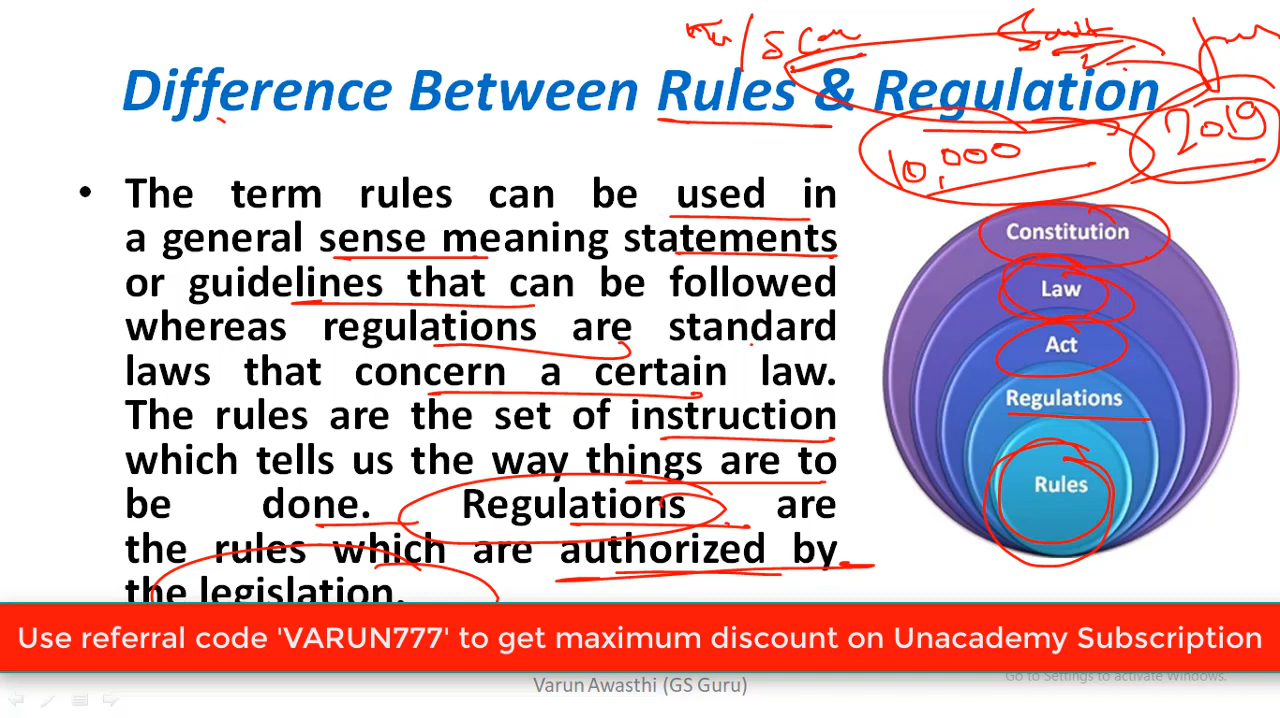 Difference Between Rules & Regulation
10,000
2019
• The term rules can be used in
a general sense meaning statements
or guidelines that can be followed
whereas regulations are standard
laws that concern a certain law.
The rules are the set of instruction
which tells us the way things are to
be done. Regulations are
the rules which are authorized by
the legislation.
Constitution
Law
Act
Regulations
Rules
Use referral code 'VARUN777' to get maximum discount on Unacademy Subscription
Varun Awasthi (GS Guru)
Go to Settings to activate Windows.